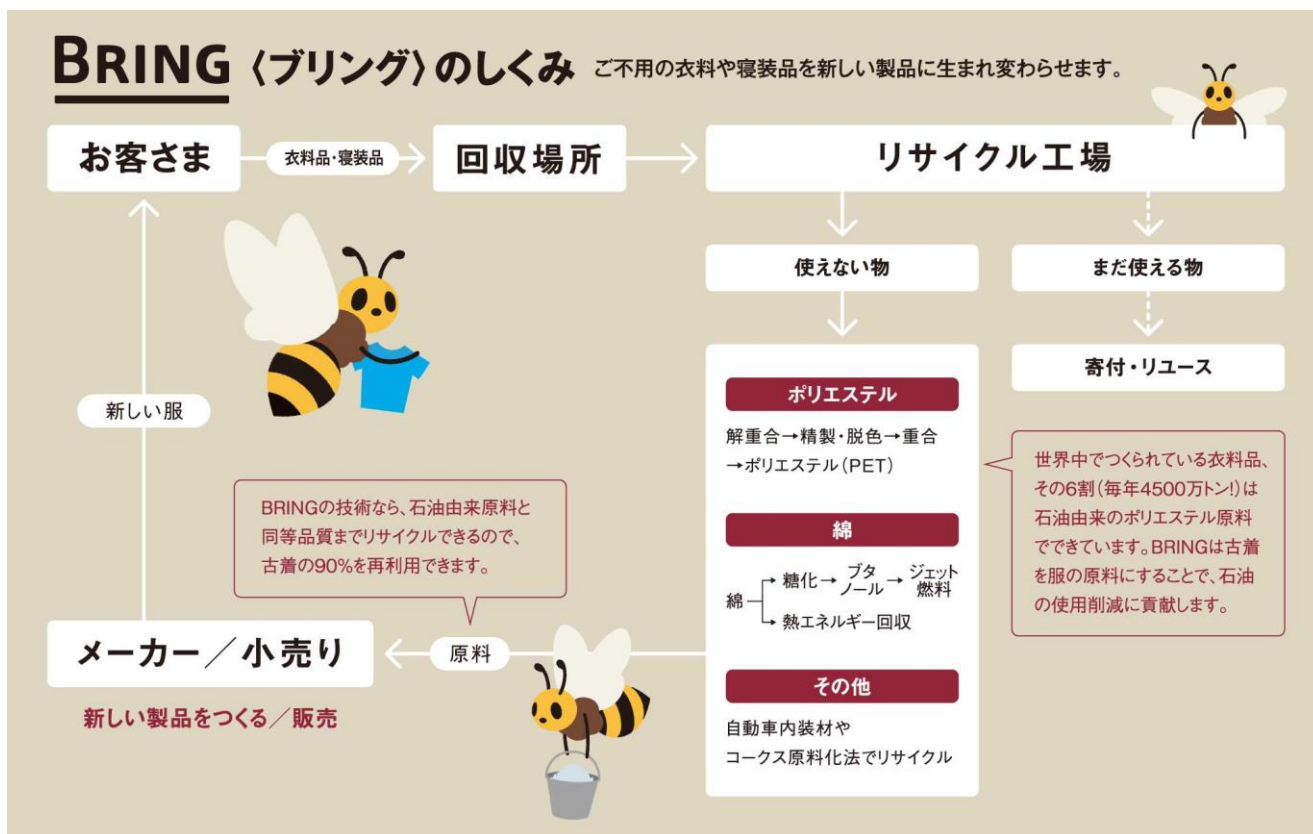 BRING〈ブリング〉のしくみ ご不用の衣料や寝装品を新しい製品に生まれ変わらせます。
お客さま
衣料品・寝装品
回収場所
リサイクル工場
使えない物
まだ使える物
寄付・リユース
ポリエステル
解重合→精製・脱色→重合
→ポリエステル(PET)
世界中でつくられている衣料品、
その6割(毎年4500万トン!)は
石油由来のポリエステル原料
でできています。BRINGは古着
を服の原料にすることで、石油
の使用削減に貢献します。
綿
綿→糖化→ブタノール→ジェット燃料
→熱エネルギー回収
その他
自動車内装材や
コークス原料化法でリサイクル
原料
BRINGの技術なら、石油由来原料と
同等品質までリサイクルできるので、
古着の90%を再利用できます。
メーカー/小売り
新しい製品をつくる/販売
新しい服